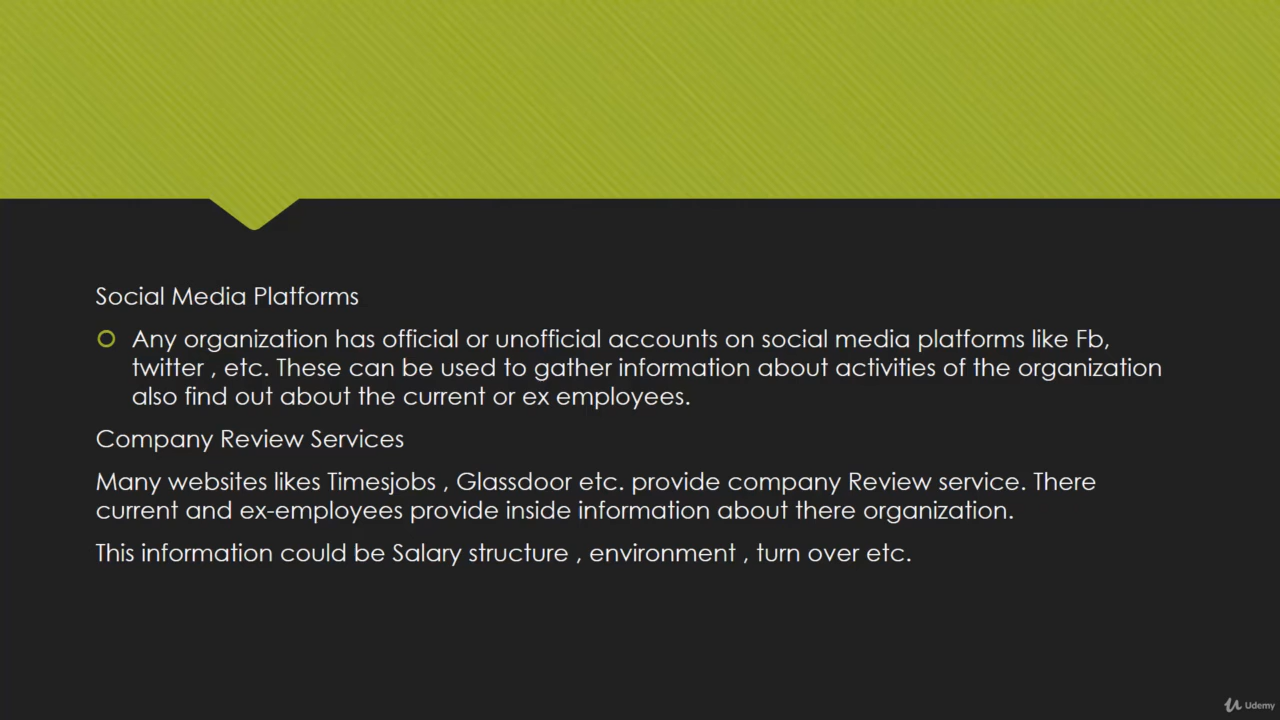 Social Media Platforms
Any organization has official or unofficial accounts on social media platforms like Fb,
twitter , etc. These can be used to gather information about activities of the organization
also find out about the current or ex employees.
Company Review Services
Many websites likes Timesjobs , Glassdoor etc. provide company Review service. There
current and ex-employees provide inside information about there organization.
This information could be Salary structure , environment , turn over etc.
Udemy